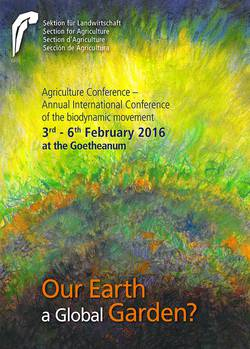 Sektion für Landwirtschaft
Section for Agriculture
Section d'Agriculture
Sección de Agricultura
Agriculture Conference –
Annual International Conference
of the biodynamic movement
3rd - 6th February 2016
at the Goetheanum
Our Earth
a Global Garden?